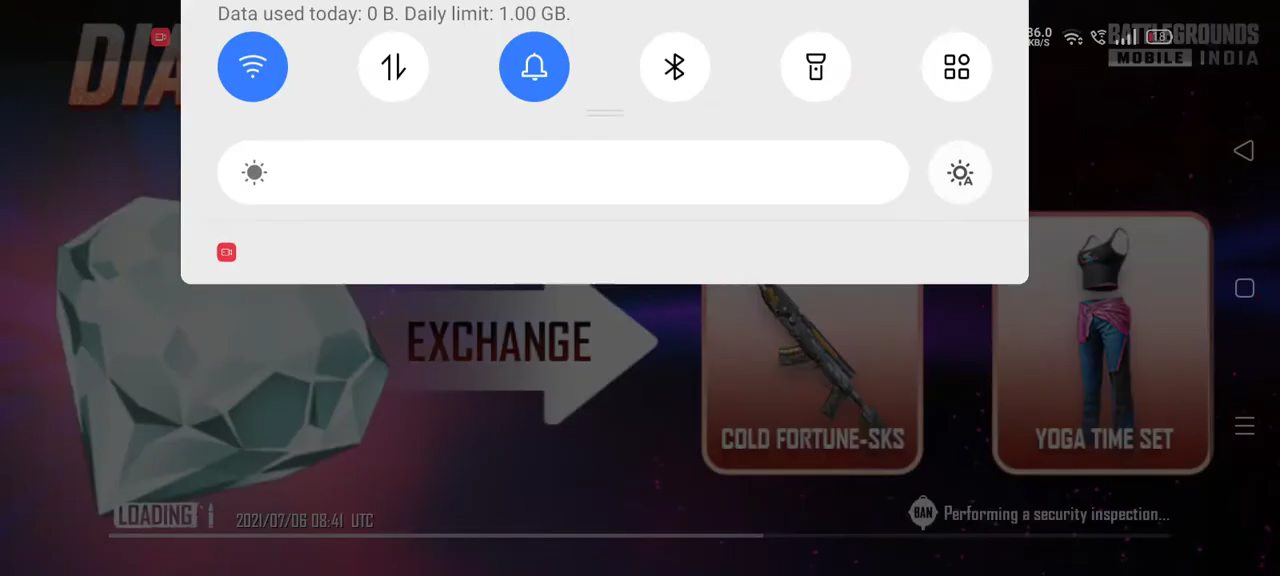 Data used today: 0 B. Daily limit: 1.00 GB.
36.0
KB/S
18
BATTLEGROUNDS
MOBILE INDIA
DIA
A
EXCHANGE
COLD FORTUNE-SKS
YOGA TIME SET
LOADING
2021/07/06 08:41 UTC
BAN
Performing a security inspection...